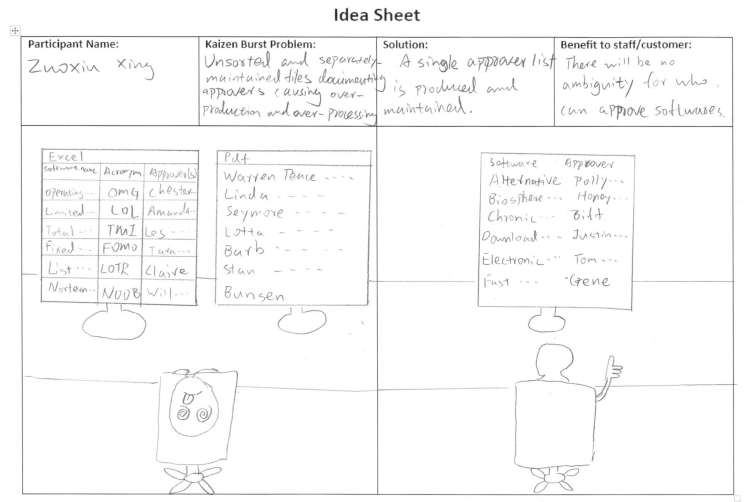 Idea Sheet
Participant Name:
Zuoxin Xing
Kaizen Burst Problem:
Unsorted and separately-
maintained files documenting
approvers causing over-
production and over-processing
Solution:
A single approver list
is produced and
maintained.
Benefit to staff/customer:
There will be no
ambiguity for who
can approve softwares.
Excel
Software name Acronym Approver(s)
Operating... OMG Chester
Limited... LOL Amanda
Total... TMI Les...
Fixed... FOMO Tara...
List... LOTR Claire
Nortem... NOOB Will...
Pdf
Warren Peace ----
Linda - - - -
Seymore - - - -
Lotta - - - -
Barb - - - -
Stan - - - -
Bunsen
Software Approver
Alternative Polly...
Biosphere... Honey...
Chronic... Biff
Download... Justin...
Electronic... Tom...
Fast ... Gene